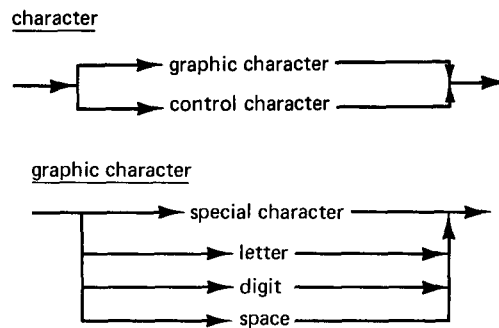 character
graphic character
control character
graphic character
special character
letter
digit
space